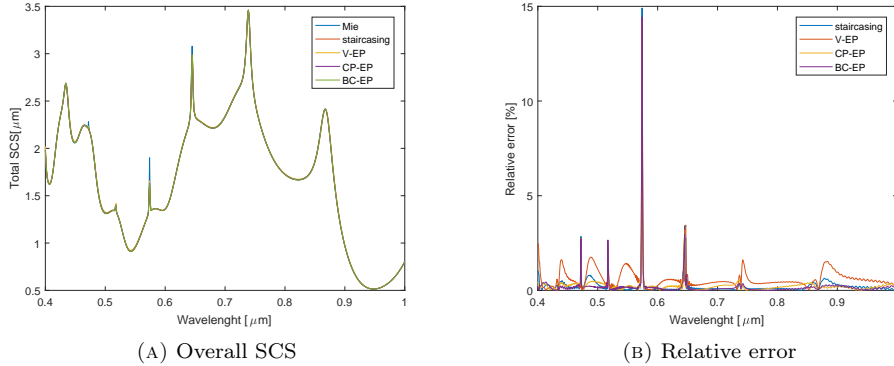 3.5
3
2.5
2
1.5
1
0.5
Total SCS[μm]
Mie
staircasing
V-EP
CP-EP
BC-EP
0.4 0.5 0.6 0.7 0.8 0.9 1
Wavelenght [ μm]
(A) Overall SCS
15
10
5
0
Relative error [%]
staircasing
V-EP
CP-EP
BC-EP
0.4 0.5 0.6 0.7 0.8 0.9
Wavelenght [ μm]
(B) Relative error